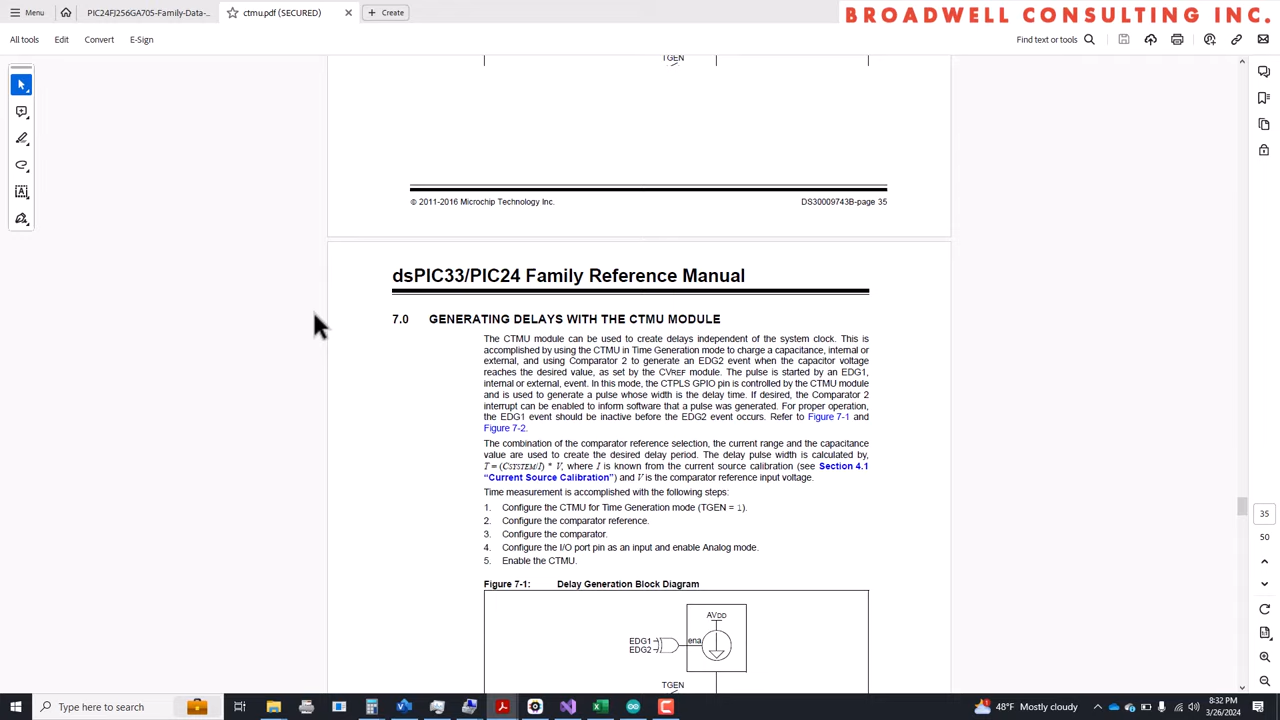 Menu
PIC24FJ256GA705-Family-Data-...
ctmu.pdf (SECURED)
Create
BROADWELL CONSULTING INC.
All tools
Edit
Convert
E-Sign
Find text or tools
TGEN
© 2011-2016 Microchip Technology Inc.
DS30009743B-page 35
dsPIC33/PIC24 Family Reference Manual
7.0 GENERATING DELAYS WITH THE CTMU MODULE
The CTMU module can be used to create delays independent of the system clock. This is
accomplished by using the CTMU in Time Generation mode to charge a capacitance, internal or
external, and using Comparator 2 to generate an EDG2 event when the capacitor voltage
reaches the desired value, as set by the CVREF module. The pulse is started by an EDG1,
internal or external, event. In this mode, the CTPLS GPIO pin is controlled by the CTMU module
and is used to generate a pulse whose width is the delay time. If desired, the Comparator 2
interrupt can be enabled to inform software that a pulse was generated. For proper operation,
the EDG1 event should be inactive before the EDG2 event occurs. Refer to Figure 7-1 and
Figure 7-2.
The combination of the comparator reference selection, the current range and the capacitance
value are used to create the desired delay period. The delay pulse width is calculated by,
T = (CSYSTEM/I) * V, where I is known from the current source calibration (see Section 4.1
“Current Source Calibration”) and V is the comparator reference input voltage.
Time measurement is accomplished with the following steps:
1. Configure the CTMU for Time Generation mode (TGEN = 1).
2. Configure the comparator reference.
3. Configure the comparator.
4. Configure the I/O port pin as an input and enable Analog mode.
5. Enable the CTMU.
Figure 7-1: Delay Generation Block Diagram
AVDD
EDG1
EDG2
ena
TGEN
35
50
Type here to search
48°F Mostly cloudy
8:32 PM
3/26/2024